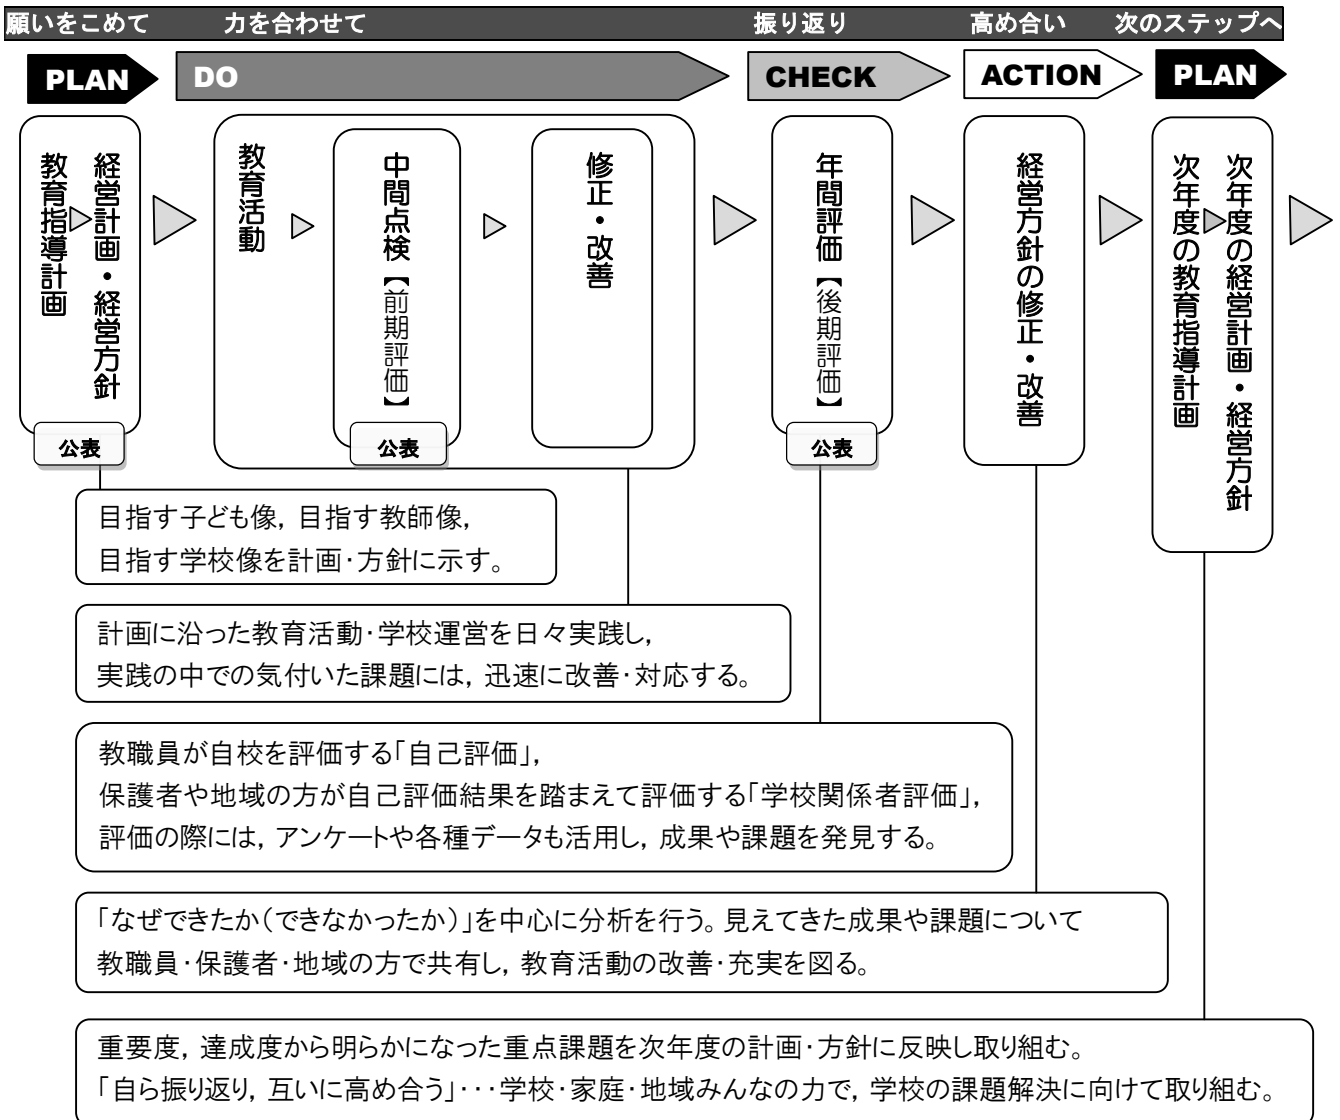 願いをこめて 力を合わせて 振り返り 高め合い 次のステップへ
PLAN DO CHECK ACTION PLAN
経営計画・経営方針
教育指導計画
公表
教育活動
中間点検【前期評価】
公表
修正・改善
年間評価【後期評価】
公表
経営方針の修正・改善
次年度の経営計画・経営方針
次年度の教育指導計画
目指す子ども像，目指す教師像，
目指す学校像を計画・方針に示す。
計画に沿った教育活動・学校運営を日々実践し，
実践の中での気付いた課題には，迅速に改善・対応する。
教職員が自校を評価する「自己評価」，
保護者や地域の方が自己評価結果を踏まえて評価する「学校関係者評価」，
評価の際には，アンケートや各種データも活用し，成果や課題を発見する。
「なぜできたか（できなかったか）」を中心に分析を行う。見えてきた成果や課題について
教職員・保護者・地域の方で共有し，教育活動の改善・充実を図る。
重要度，達成度から明らかになった重点課題を次年度の計画・方針に反映し取り組む。
「自ら振り返り，互いに高め合う」・・・学校・家庭・地域みんなの力で，学校の課題解決に向けて取り組む。